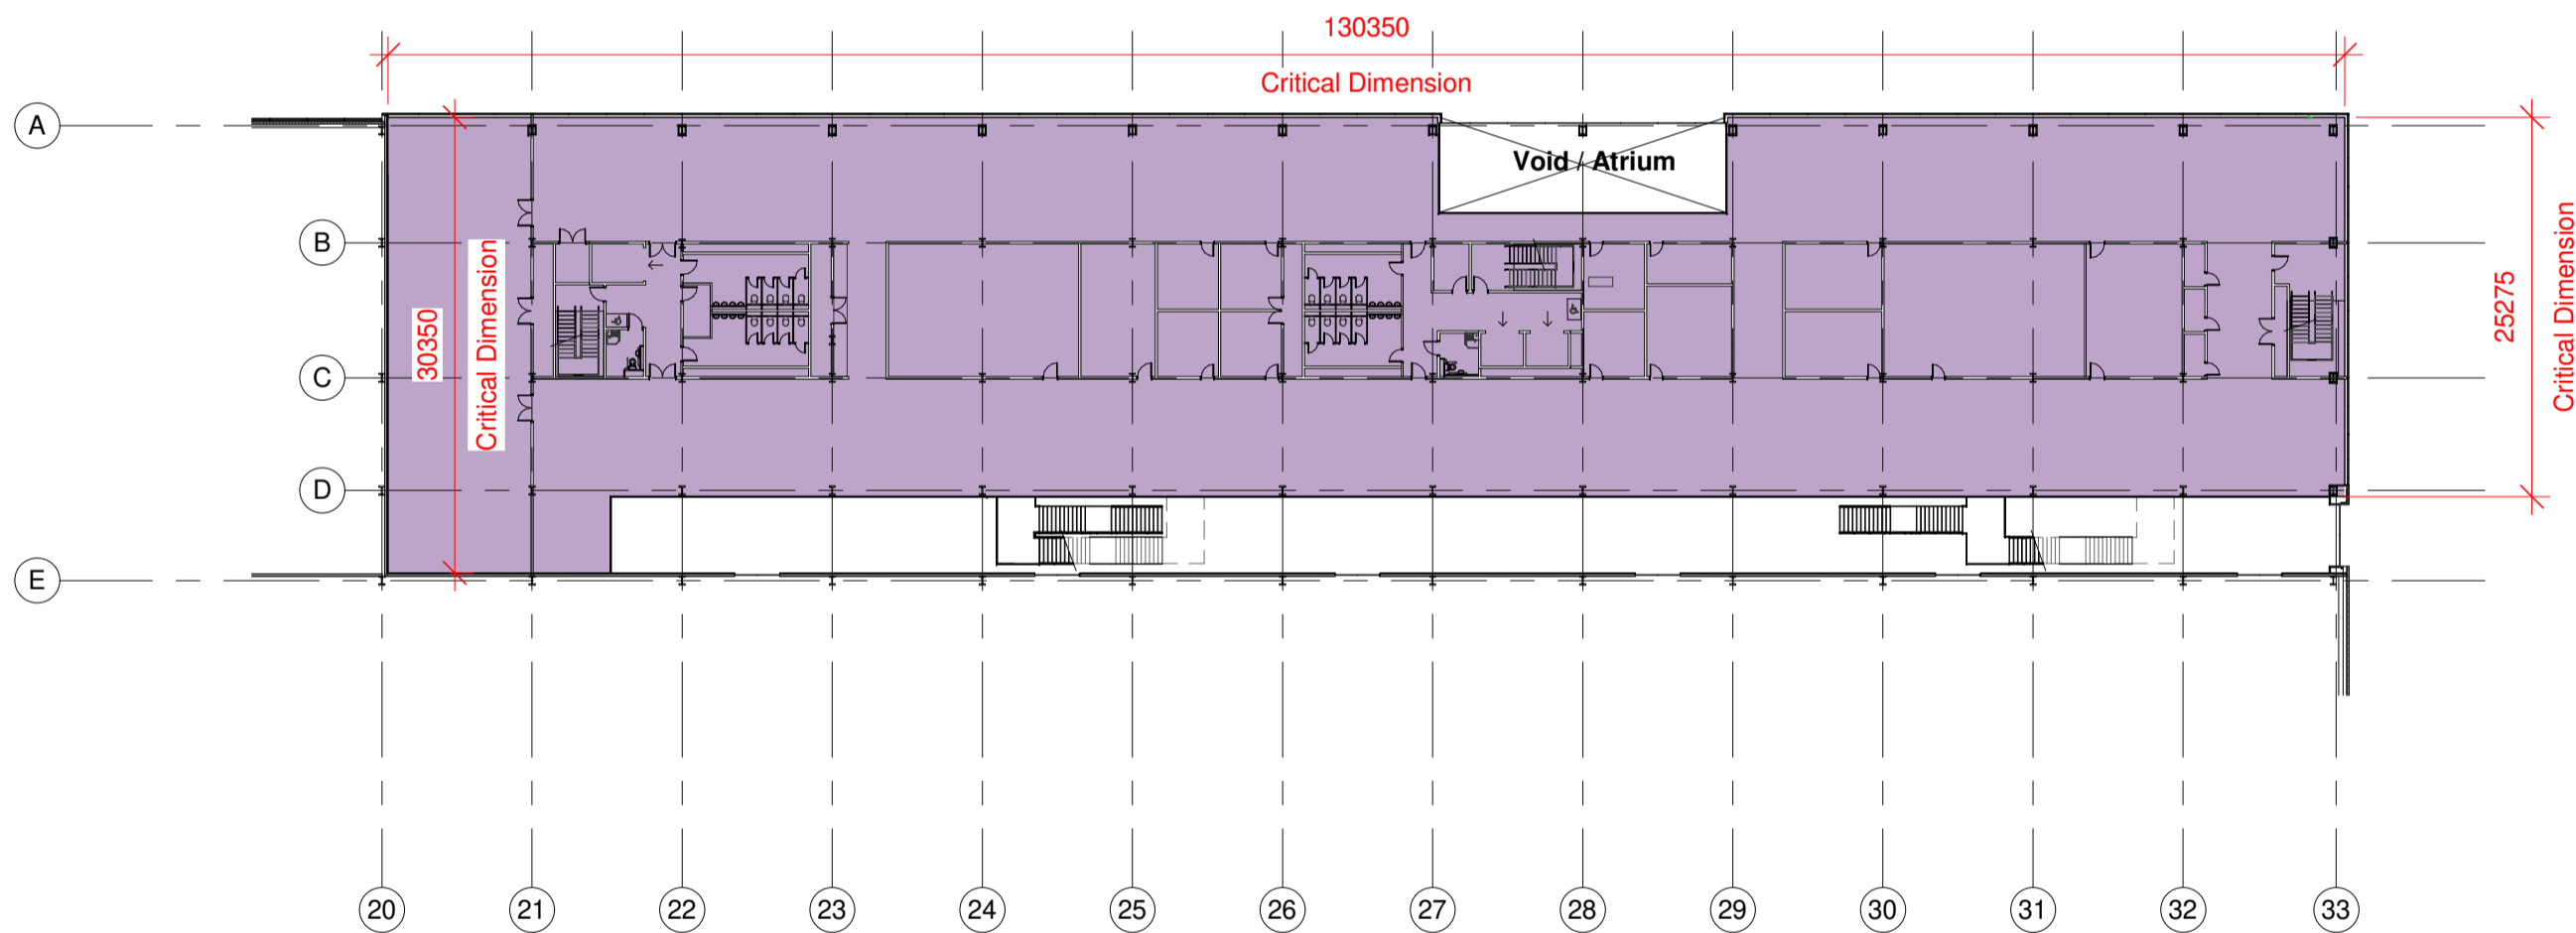 130350
Critical Dimension
A
Void / Atrium
B
Critical Dimension
30350
Critical Dimension
25275
C
D
E
20
21
22
23
24
25
26
27
28
29
30
31
32
33